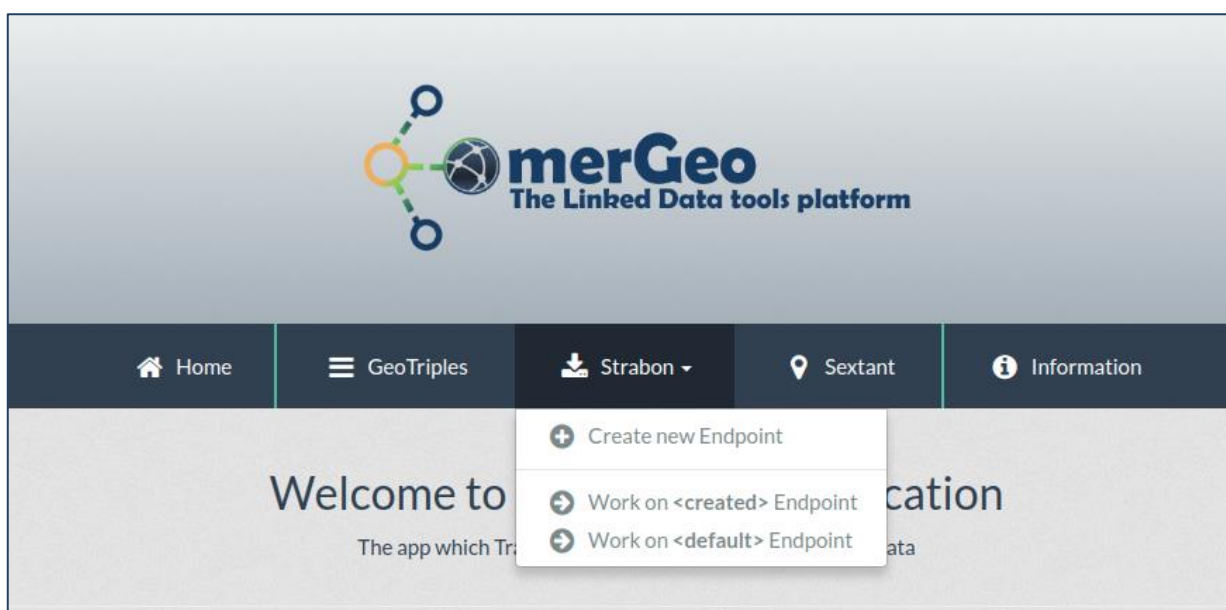 merGeo
The Linked Data tools platform
Home GeoTriples Strabon Sextant Information
Create new Endpoint
Welcome to cation
Work on <created> Endpoint
Work on <default> Endpoint
The app which Tra ata